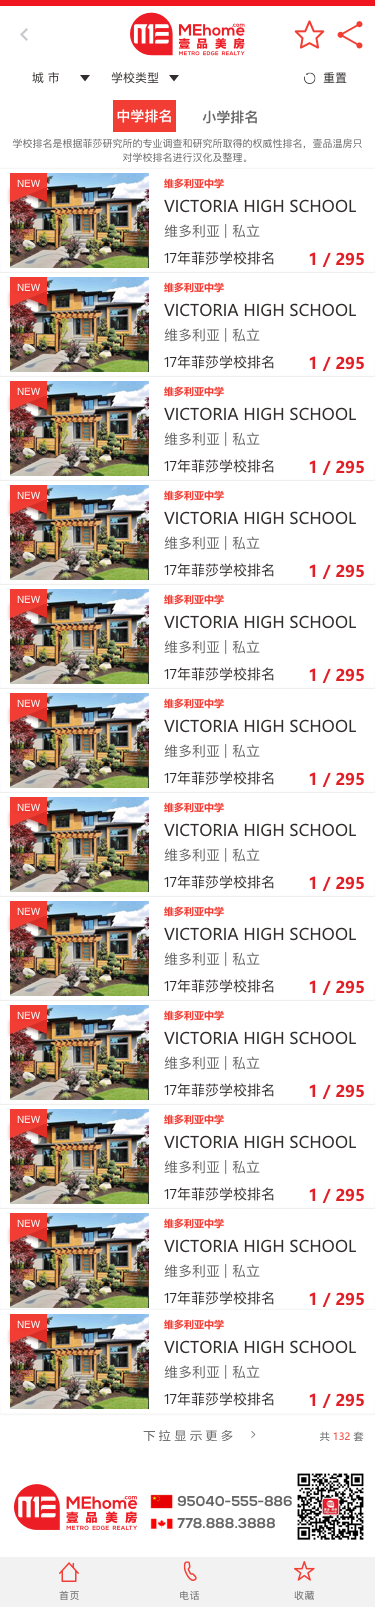 MEhome.com
壹品美房
METRO EDGE REALTY
城 市 学校类型 重置
中学排名 小学排名
学校排名是根据菲莎研究所的专业调查和研究所取得的权威性排名，壹品温房只
对学校排名进行汉化及整理。
NEW
维多利亚中学
VICTORIA HIGH SCHOOL
维多利亚 | 私立
17年菲莎学校排名 1 / 295
NEW
维多利亚中学
VICTORIA HIGH SCHOOL
维多利亚 | 私立
17年菲莎学校排名 1 / 295
NEW
维多利亚中学
VICTORIA HIGH SCHOOL
维多利亚 | 私立
17年菲莎学校排名 1 / 295
NEW
维多利亚中学
VICTORIA HIGH SCHOOL
维多利亚 | 私立
17年菲莎学校排名 1 / 295
NEW
维多利亚中学
VICTORIA HIGH SCHOOL
维多利亚 | 私立
17年菲莎学校排名 1 / 295
NEW
维多利亚中学
VICTORIA HIGH SCHOOL
维多利亚 | 私立
17年菲莎学校排名 1 / 295
NEW
维多利亚中学
VICTORIA HIGH SCHOOL
维多利亚 | 私立
17年菲莎学校排名 1 / 295
NEW
维多利亚中学
VICTORIA HIGH SCHOOL
维多利亚 | 私立
17年菲莎学校排名 1 / 295
NEW
维多利亚中学
VICTORIA HIGH SCHOOL
维多利亚 | 私立
17年菲莎学校排名 1 / 295
NEW
维多利亚中学
VICTORIA HIGH SCHOOL
维多利亚 | 私立
17年菲莎学校排名 1 / 295
NEW
维多利亚中学
VICTORIA HIGH SCHOOL
维多利亚 | 私立
17年菲莎学校排名 1 / 295
NEW
维多利亚中学
VICTORIA HIGH SCHOOL
维多利亚 | 私立
17年菲莎学校排名 1 / 295
下拉显示更多 > 共 132 套
MEhome.com
壹品美房
METRO EDGE REALTY
95040-555-886
778.888.3888
首页 电话 收藏